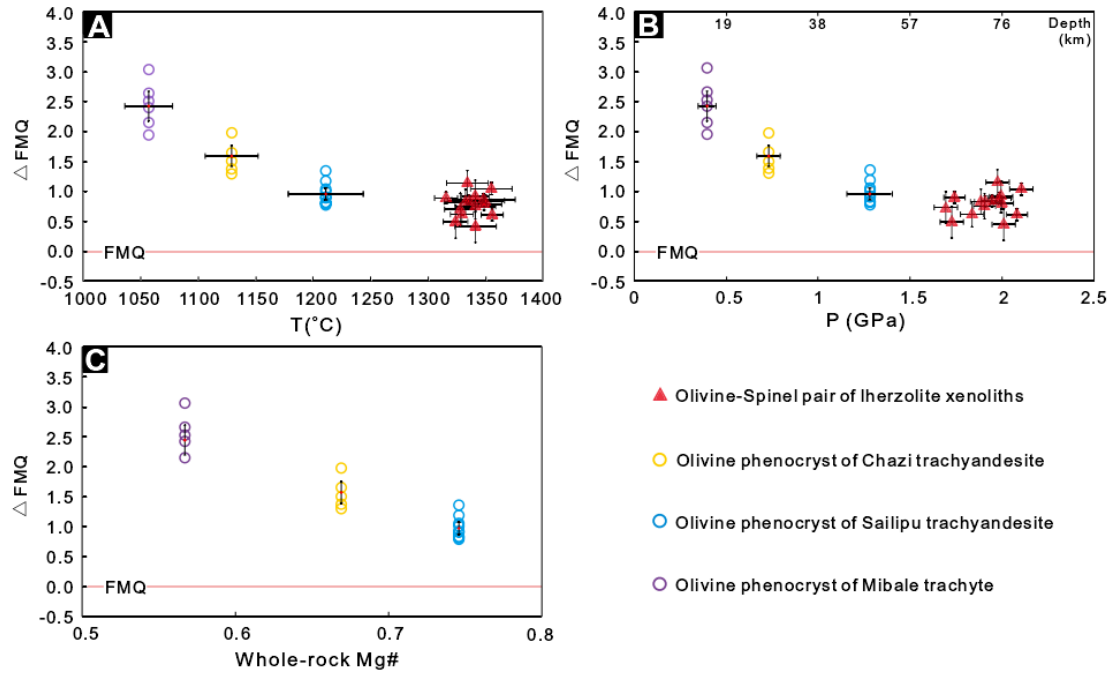 A
4.0
3.5
3.0
2.5
2.0
1.5
1.0
0.5
0.0
-0.5
△ FMQ
FMQ
1000 1050 1100 1150 1200 1250 1300 1350 1400
T(°C)
B
19 38 57 76 Depth
(km)
4.0
3.5
3.0
2.5
2.0
1.5
1.0
0.5
0.0
-0.5
△ FMQ
FMQ
0 0.5 1 1.5 2 2.5
P (GPa)
C
4.0
3.5
3.0
2.5
2.0
1.5
1.0
0.5
0.0
-0.5
△ FMQ
FMQ
0.5 0.6 0.7 0.8
Whole-rock Mg#
Olivine-Spinel pair of lherzolite xenoliths
Olivine phenocryst of Chazi trachyandesite
Olivine phenocryst of Sailipu trachyandesite
Olivine phenocryst of Mibale trachyte